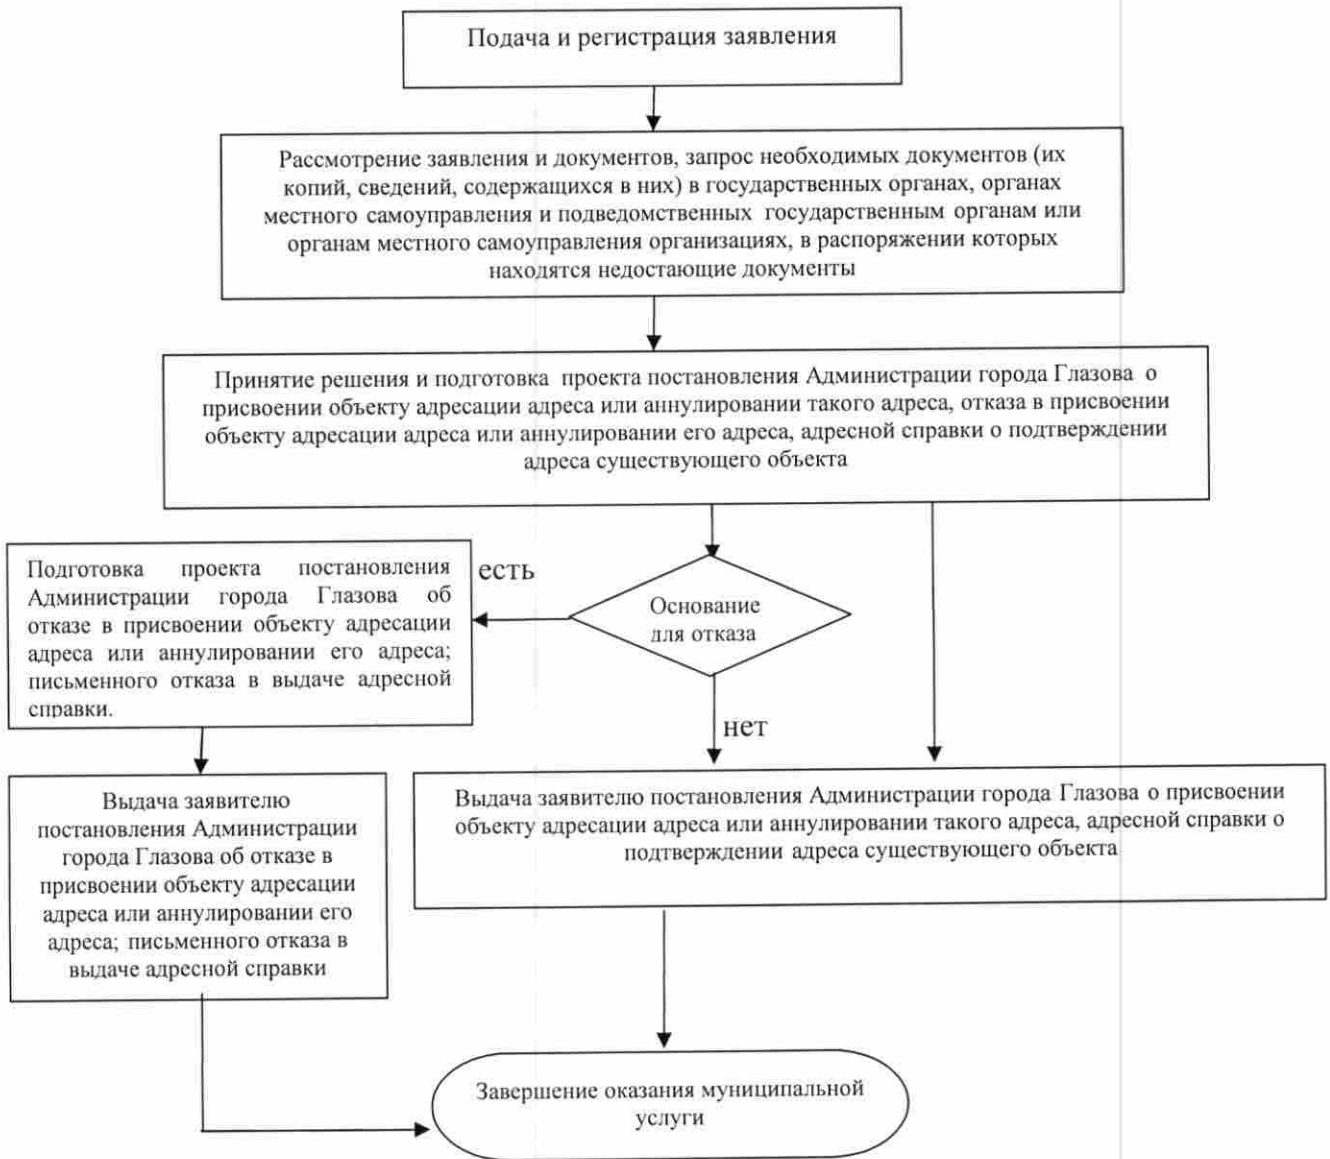 Подача и регистрация заявления
Рассмотрение заявления и документов, запрос необходимых документов (их
копий, сведений, содержащихся в них) в государственных органах, органах
местного самоуправления и подведомственных государственным органам или
органам местного самоуправления организациях, в распоряжении которых
находятся недостающие документы
Принятие решения и подготовка проекта постановления Администрации города Глазова о
присвоении объекту адресации адреса или аннулировании такого адреса, отказа в присвоении
объекту адресации адреса или аннулировании его адреса, адресной справки о подтверждении
адреса существующего объекта
Подготовка проекта постановления
Администрации города Глазова об
отказе в присвоении объекту адресации
адреса или аннулировании его адреса;
письменного отказа в выдаче адресной
справки.
есть
Основание
для отказа
нет
Выдача заявителю
постановления Администрации
города Глазова об отказе в
присвоении объекту адресации
адреса или аннулировании его
адреса; письменного отказа в
выдаче адресной справки
Выдача заявителю постановления Администрации города Глазова о присвоении
объекту адресации адреса или аннулировании такого адреса, адресной справки о
подтверждении адреса существующего объекта
Завершение оказания муниципальной
услуги